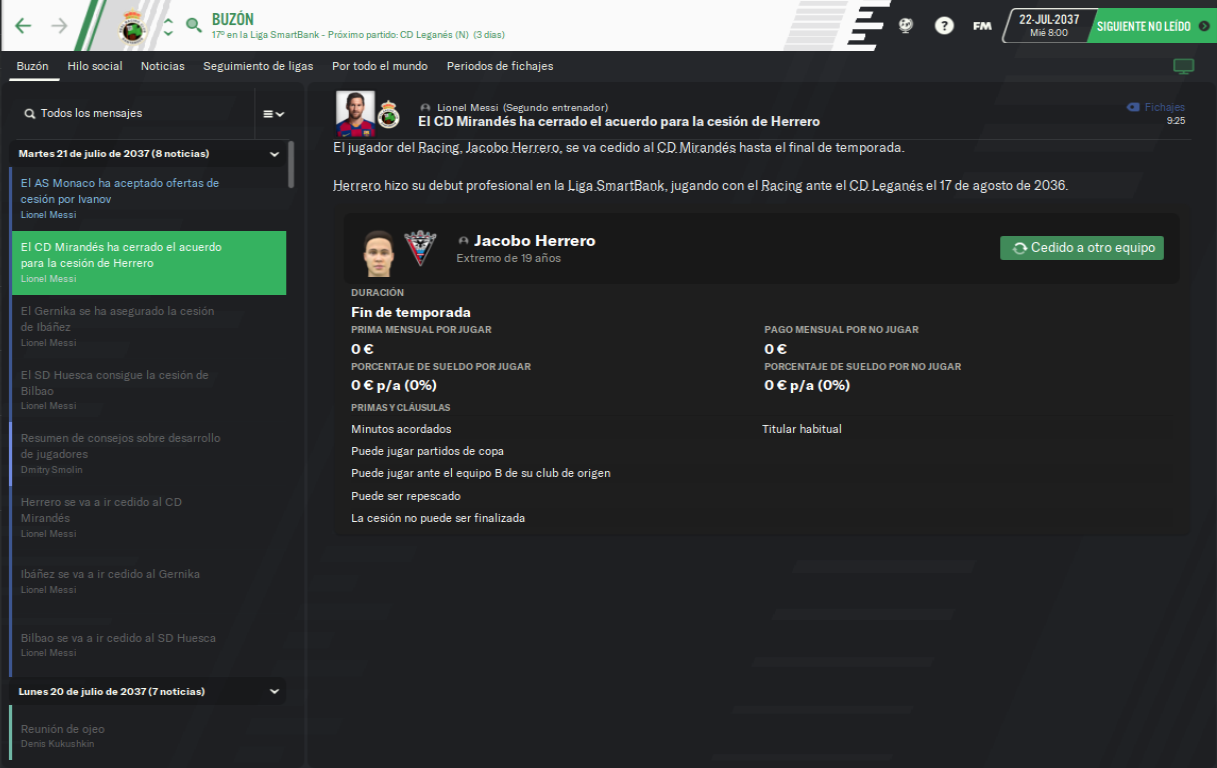 BUZÓN
17º en la Liga SmartBank - Próximo partido: CD Leganés (N) (3 días)
?
FM
22-JUL-2037
Mié 8:00
SIGUIENTE NO LEÍDO
Buzón
Hilo social
Noticias
Seguimiento de ligas
Por todo el mundo
Periodos de fichajes
Todos los mensajes
Martes 21 de julio de 2037 (8 noticias)
El AS Monaco ha aceptado ofertas de
cesión por Ivanov
Lionel Messi
El CD Mirandés ha cerrado el acuerdo
para la cesión de Herrero
Lionel Messi
El Gernika se ha asegurado la cesión
de Ibáñez
Lionel Messi
El SD Huesca consigue la cesión de
Bilbao
Lionel Messi
Resumen de consejos sobre desarrollo
de jugadores
Dmitry Smolin
Herrero se va a ir cedido al CD
Mirandés
Lionel Messi
Ibáñez se va a ir cedido al Gernika
Lionel Messi
Bilbao se va a ir cedido al SD Huesca
Lionel Messi
Lunes 20 de julio de 2037 (7 noticias)
Reunión de ojeo
Denis Kukushkin
Lionel Messi (Segundo entrenador)
El CD Mirandés ha cerrado el acuerdo para la cesión de Herrero
Fichajes
9:25
El jugador del Racing, Jacobo Herrero, se va cedido al CD Mirandés hasta el final de temporada.
Herrero hizo su debut profesional en la Liga SmartBank, jugando con el Racing ante el CD Leganés el 17 de agosto de 2036.
Jacobo Herrero
Extremo de 19 años
Cedido a otro equipo
DURACIÓN
Fin de temporada
PRIMA MENSUAL POR JUGAR
PAGO MENSUAL POR NO JUGAR
0 €
0 €
PORCENTAJE DE SUELDO POR JUGAR
PORCENTAJE DE SUELDO POR NO JUGAR
0 € p/a (0%)
0 € p/a (0%)
PRIMAS Y CLÁUSULAS
Minutos acordados
Titular habitual
Puede jugar partidos de copa
Puede jugar ante el equipo B de su club de origen
Puede ser repescado
La cesión no puede ser finalizada